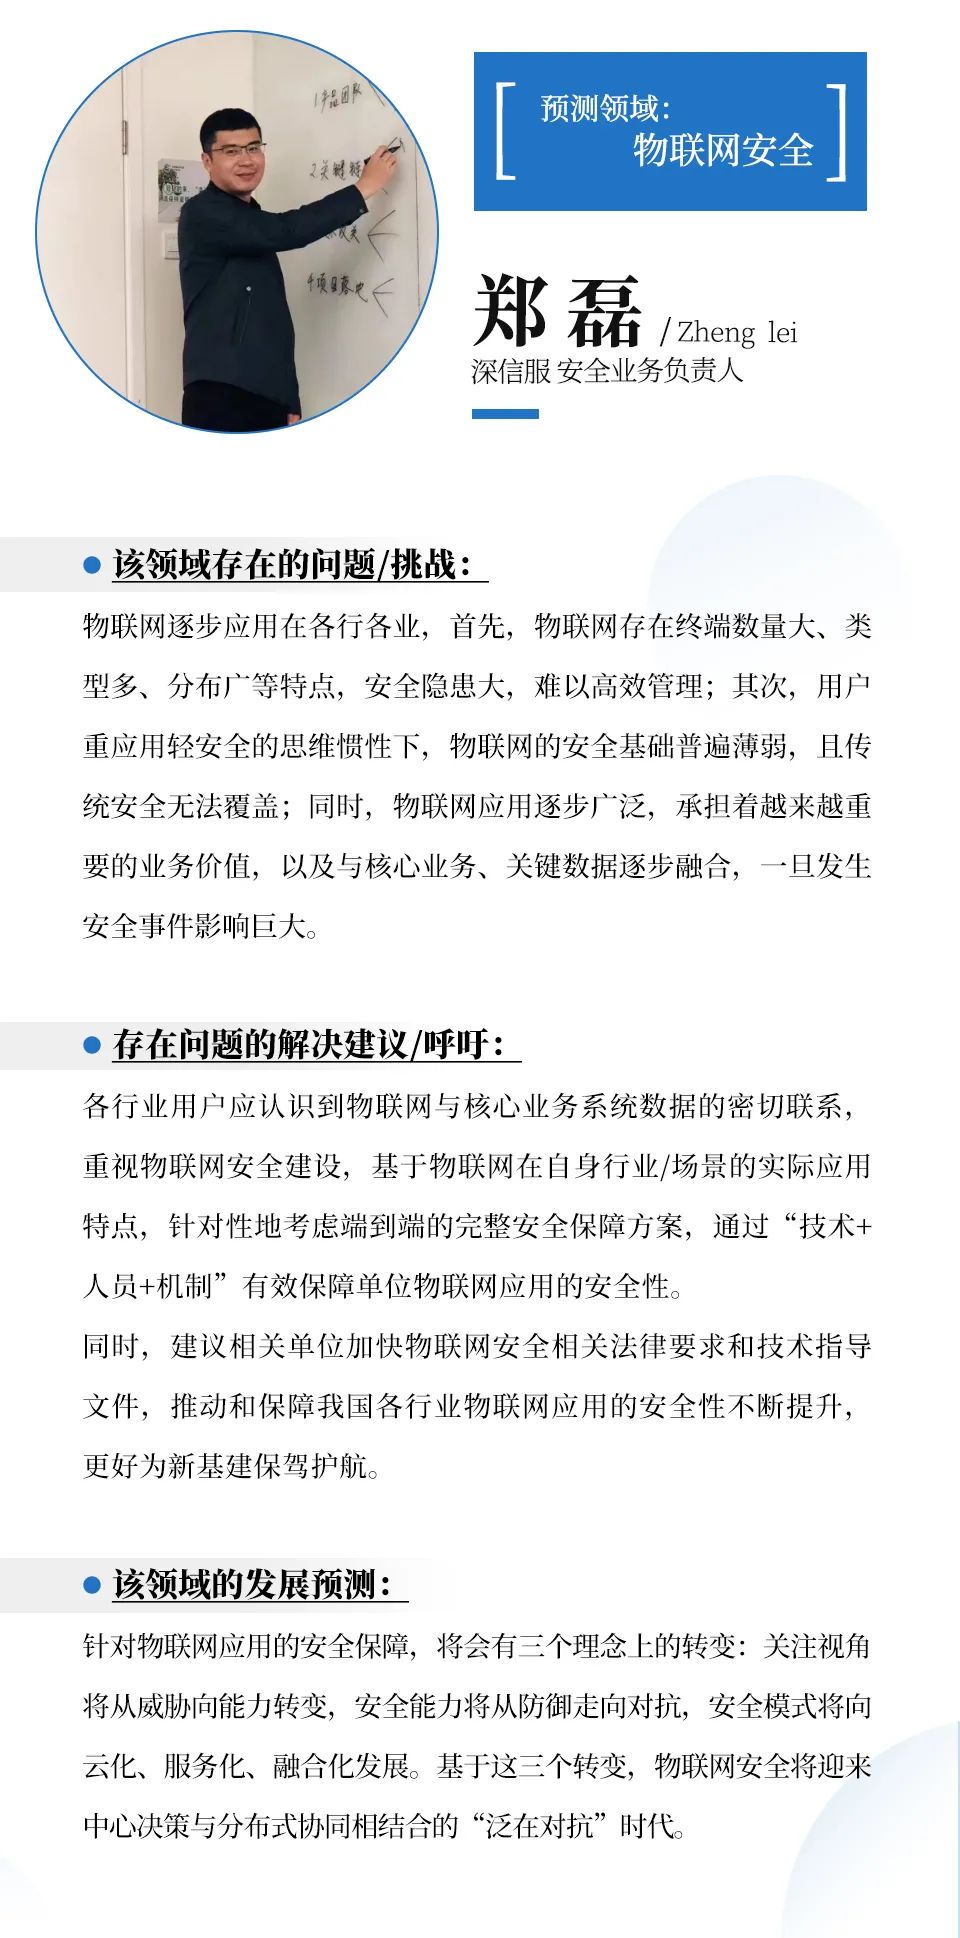 1产品团队
2.关键链
4项目落地
预测领域：
物联网安全
郑磊 / Zheng lei
深信服 安全业务负责人
该领域存在的问题/挑战：
物联网逐步应用在各行各业，首先，物联网存在终端数量大、类
型多、分布广等特点，安全隐患大，难以高效管理；其次，用户
重应用轻安全的思维惯性下，物联网的安全基础普遍薄弱，且传
统安全无法覆盖；同时，物联网应用逐步广泛，承担着越来越重
要的业务价值，以及与核心业务、关键数据逐步融合，一旦发生
安全事件影响巨大。
存在问题的解决建议/呼吁：
各行业用户应认识到物联网与核心业务系统数据的密切联系，
重视物联网安全建设，基于物联网在自身行业/场景的实际应用
特点，针对性地考虑端到端的完整安全保障方案，通过“技术+
人员+机制”有效保障单位物联网应用的安全性。
同时，建议相关单位加快物联网安全相关法律要求和技术指导
文件，推动和保障我国各行业物联网应用的安全性不断提升，
更好为新基建保驾护航。
该领域的发展预测：
针对物联网应用的安全保障，将会有三个理念上的转变：关注视角
将从威胁向能力转变，安全能力将从防御走向对抗，安全模式将向
云化、服务化、融合化发展。基于这三个转变，物联网安全将迎来
中心决策与分布式协同相结合的“泛在对抗”时代。